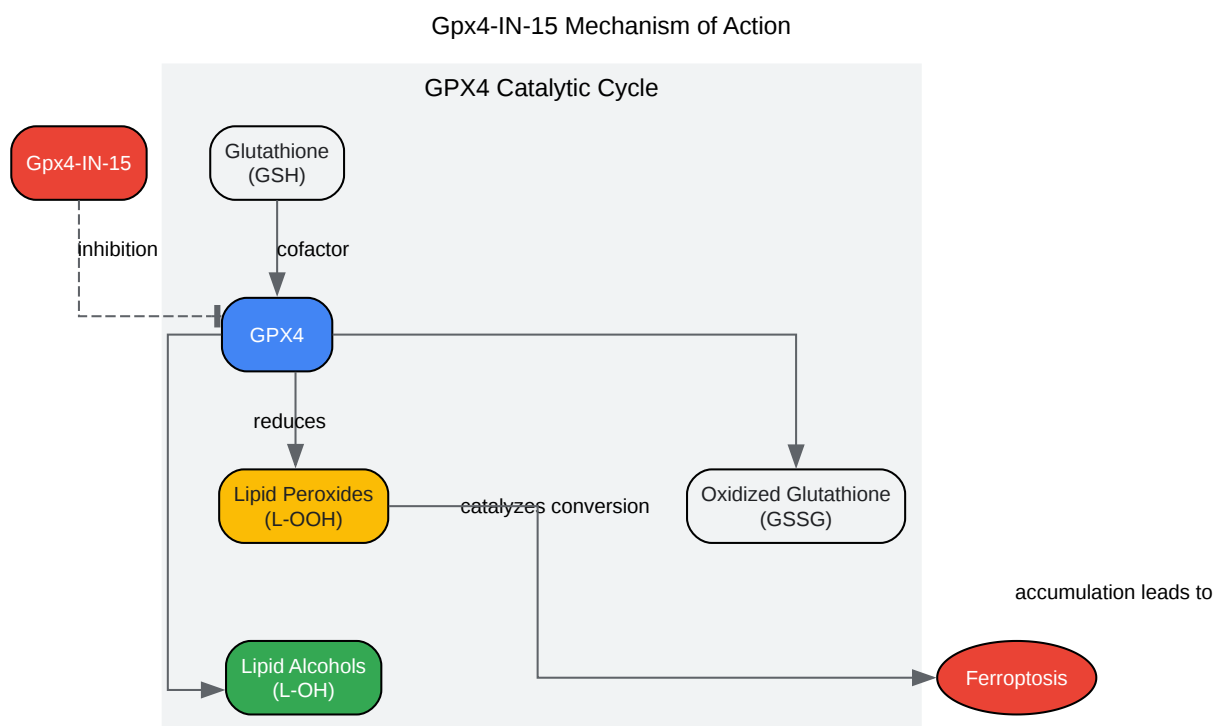 Gpx4-IN-15 Mechanism of Action
GPX4 Catalytic Cycle
Gpx4-IN-15
Glutathione
(GSH)
inhibition
cofactor
GPX4
reduces
Lipid Peroxides
(L-OOH)
catalyzes conversion
Oxidized Glutathione
(GSSG)
accumulation leads to
Lipid Alcohols
(L-OH)
Ferroptosis